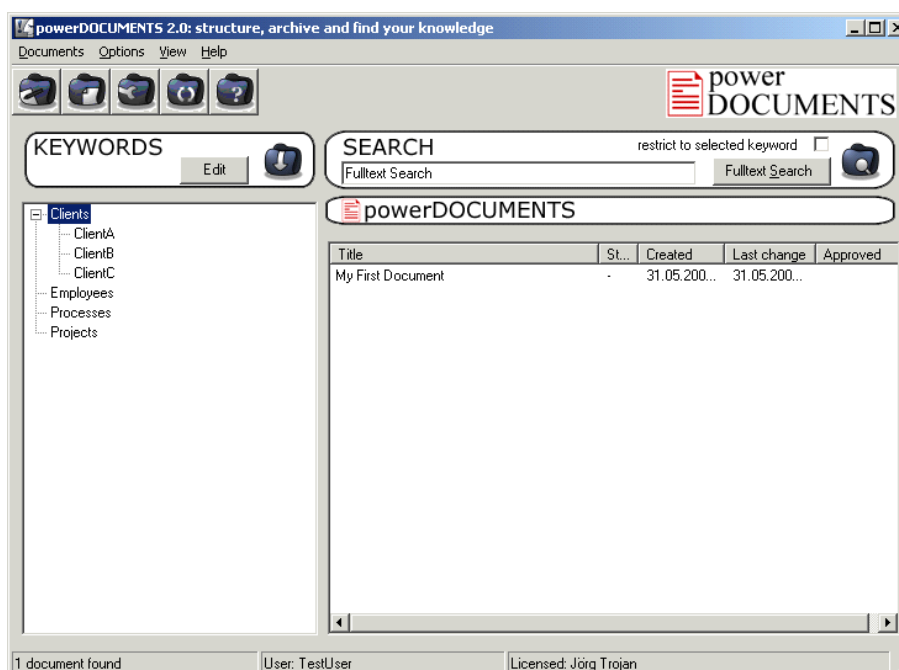 powerDOCUMENTS 2.0: structure, archive and find your knowledge
Documents Options View Help
power
DOCUMENTS
KEYWORDS
Edit
SEARCH
restrict to selected keyword
Fulltext Search
Fulltext Search
powerDOCUMENTS
Clients
ClientA
ClientB
ClientC
Employees
Processes
Projects
Title St... Created Last change Approved
My First Document - 31.05.200... 31.05.200...
1 document found User: TestUser Licensed: Jörg Trojan